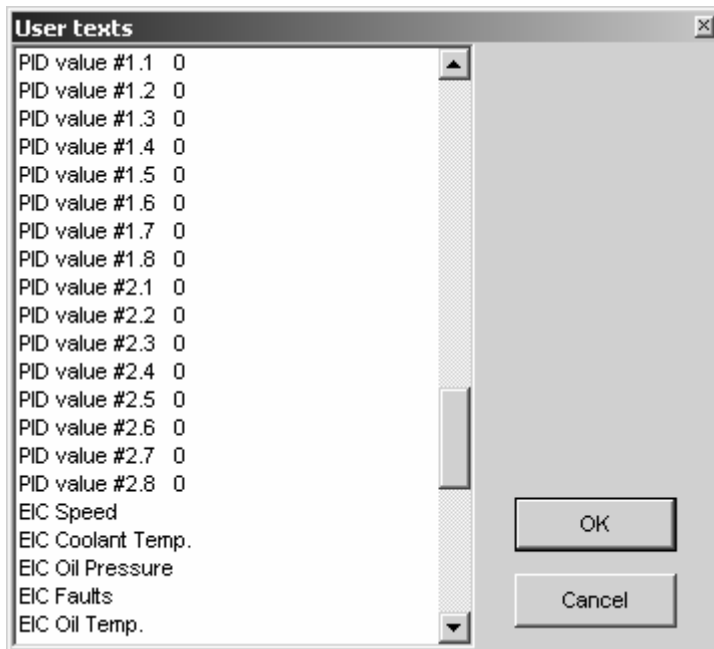 User texts
PID value #1.1 0
PID value #1.2 0
PID value #1.3 0
PID value #1.4 0
PID value #1.5 0
PID value #1.6 0
PID value #1.7 0
PID value #1.8 0
PID value #2.1 0
PID value #2.2 0
PID value #2.3 0
PID value #2.4 0
PID value #2.5 0
PID value #2.6 0
PID value #2.7 0
PID value #2.8 0
EIC Speed
EIC Coolant Temp.
EIC Oil Pressure
EIC Faults
EIC Oil Temp.
OK
Cancel